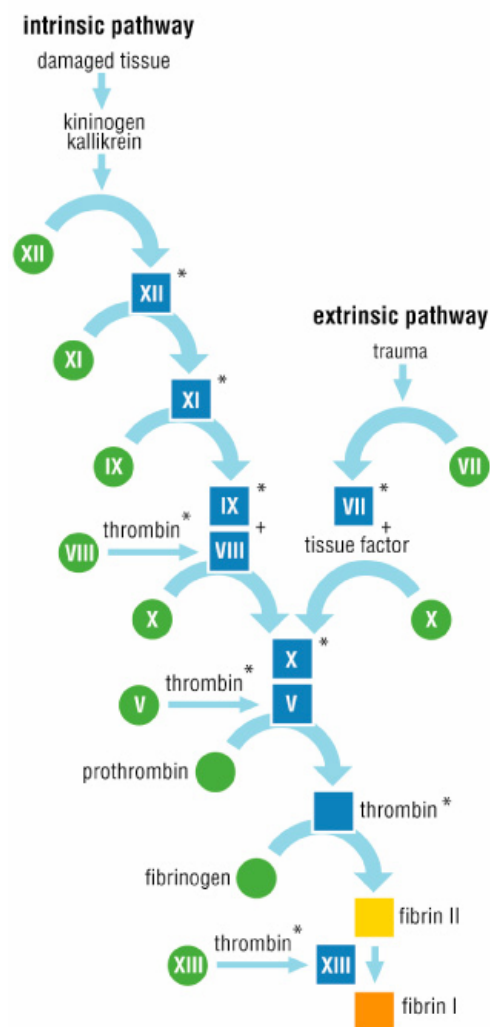 intrinsic pathway
damaged tissue
kininogen
kallikrein
XII
XII *
extrinsic pathway
trauma
XI
XI *
IX
VII
IX *
VII *
+
+
thrombin *
tissue factor
VIII
VIII
X
X
X *
thrombin *
V
V
prothrombin
thrombin *
fibrinogen
fibrin II
thrombin *
XIII
XIII
fibrin I